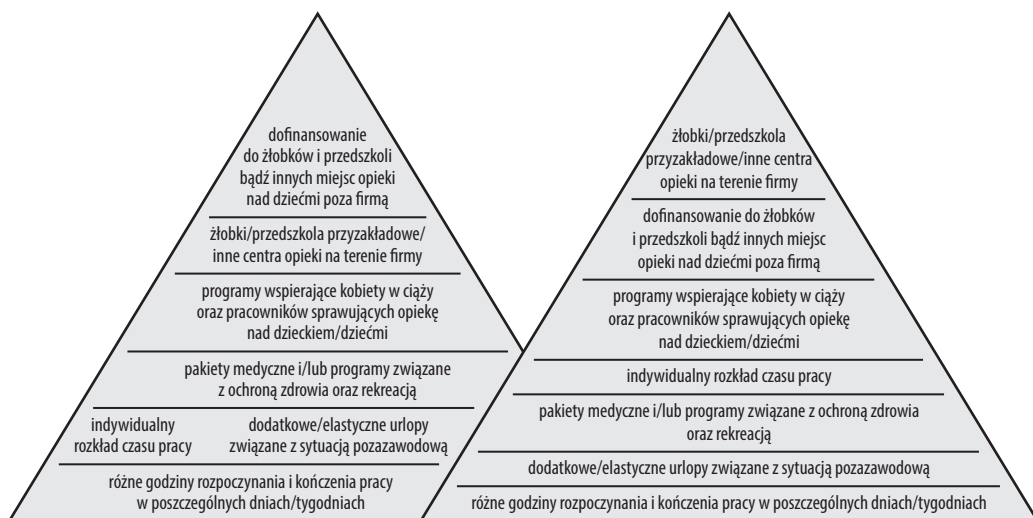 dofinansowanie
do żłobków i przedszkoli
bądź innych miejsc opieki
nad dziećmi poza firmą
żłobki/przedszkola przyzakładowe/
inne centra opieki na terenie firmy
programy wspierające kobiety w ciąży
oraz pracowników sprawujących opiekę
nad dzieckiem/dziećmi
pakiety medyczne i/lub programy związane
z ochroną zdrowia oraz rekreacją
indywidualny
rozkład czasu pracy
dodatkowe/elastyczne urlopy
związane z sytuacją pozazawodową
różne godziny rozpoczynania i kończenia pracy
w poszczególnych dniach/tygodniach
żłobki/przedszkola
przyzakładowe/inne centra
opieki na terenie firmy
dofinansowanie do żłobków
i przedszkoli bądź innych miejsc
opieki nad dziećmi poza firmą
programy wspierające kobiety w ciąży
oraz pracowników sprawujących opiekę
nad dzieckiem/dziećmi
indywidualny rozkład czasu pracy
pakiety medyczne i/lub programy związane z ochroną zdrowia
oraz rekreacją
dodatkowe/elastyczne urlopy związane z sytuacją pozazawodową
różne godziny rozpoczynania i kończenia pracy w poszczególnych dniach/tygodniach